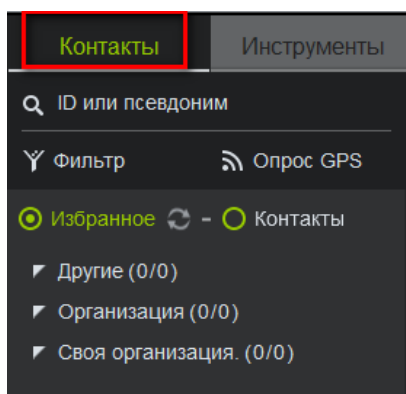 Контакты Инструменты
ID или псевдоним
Фильтр Опрос GPS
Избранное - Контакты
Другие (0/0)
Организация (0/0)
Своя организация. (0/0)